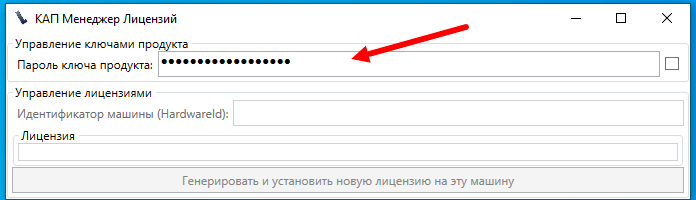 КАП Менеджер Лицензий
Управление ключами продукта
Пароль ключа продукта: ••••••••••••••••••
Управление лицензиями
Идентификатор машины (HardwareId):
Лицензия
Генерировать и установить новую лицензию на эту машину